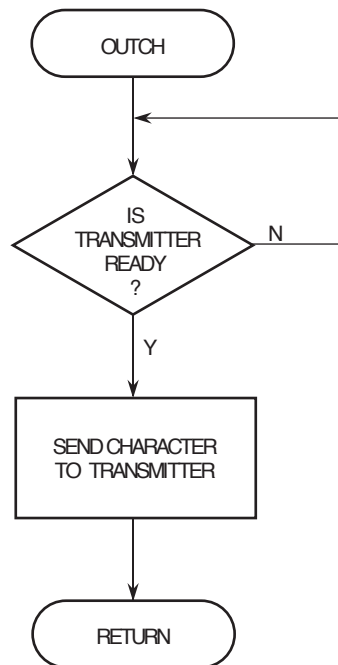 OUTCH
IS
TRANSMITTER
READY
?
N
Y
SEND CHARACTER
TO TRANSMITTER
RETURN